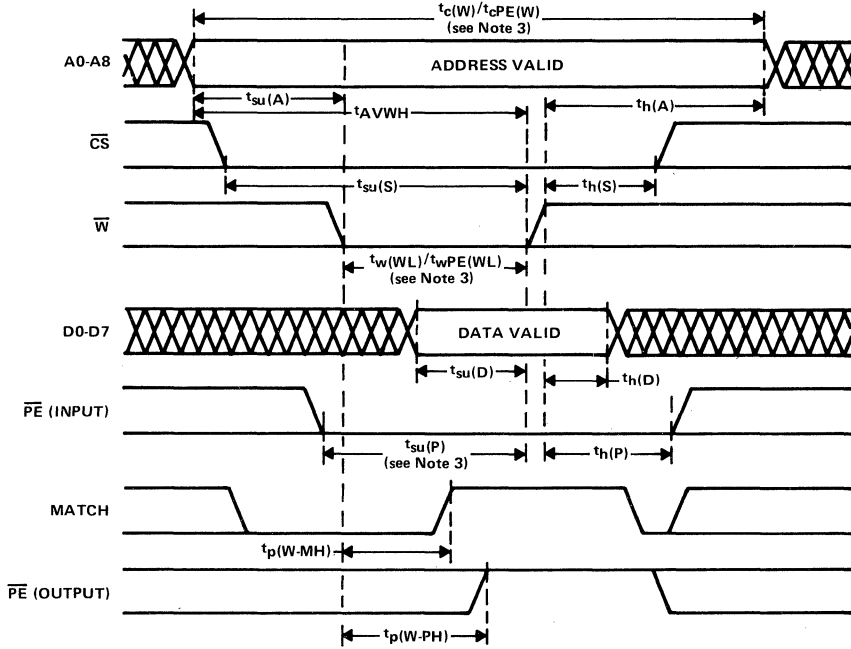 tc(W)/tcPE(W)
(see Note 3)
A0-A8
ADDRESS VALID
tsu(A)
th(A)
tAVWH
CS
tsu(S)
th(S)
W
tw(WL)/twPE(WL)
(see Note 3)
D0-D7
DATA VALID
tsu(D)
th(D)
PE (INPUT)
tsu(P)
(see Note 3)
th(P)
MATCH
tp(W-MH)
PE (OUTPUT)
tp(W-PH)